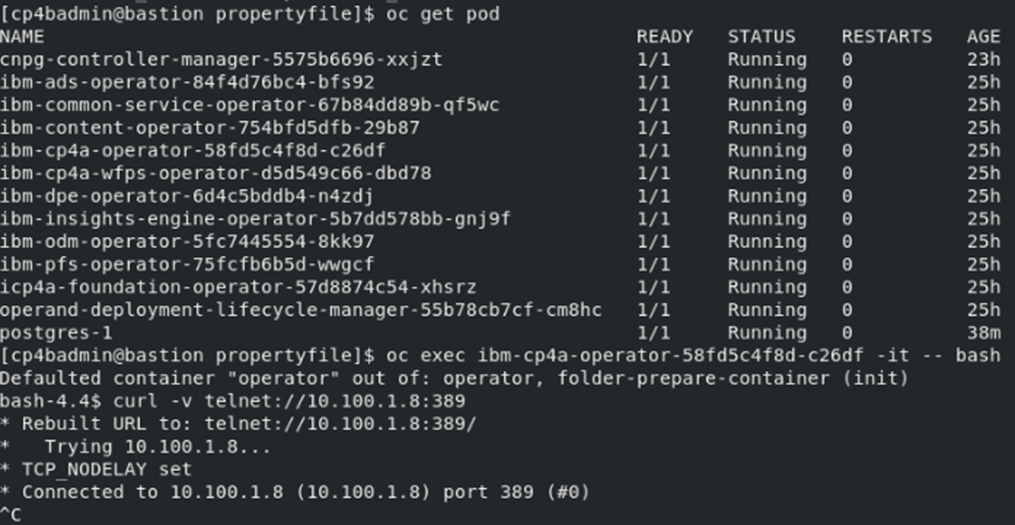 [cp4badmin@bastion propertyfile]$ oc get pod
NAME READY STATUS RESTARTS AGE
cnpg-controller-manager-5575b6696-xxjzt 1/1 Running 0 23h
ibm-ads-operator-84f4d76bc4-bfs92 1/1 Running 0 25h
ibm-common-service-operator-67b84dd89b-qf5wc 1/1 Running 0 25h
ibm-content-operator-754bfd5dfb-29b87 1/1 Running 0 25h
ibm-cp4a-operator-58fd5c4f8d-c26df 1/1 Running 0 25h
ibm-cp4a-wfps-operator-d5d549c66-dbd78 1/1 Running 0 25h
ibm-dpe-operator-6d4c5bddb4-n4zdj 1/1 Running 0 25h
ibm-insights-engine-operator-5b7dd578bb-gnj9f 1/1 Running 0 25h
ibm-odm-operator-5fc7445554-8kk97 1/1 Running 0 25h
ibm-pfs-operator-75fcfb6b5d-wwgcf 1/1 Running 0 25h
icp4a-foundation-operator-57d8874c54-xhsrz 1/1 Running 0 25h
operand-deployment-lifecycle-manager-55b78cb7cf-cm8hc 1/1 Running 0 25h
postgres-1 1/1 Running 0 38m
[cp4badmin@bastion propertyfile]$ oc exec ibm-cp4a-operator-58fd5c4f8d-c26df -it -- bash
Defaulted container "operator" out of: operator, folder-prepare-container (init)
bash-4.4$ curl -v telnet://10.100.1.8:389
* Rebuilt URL to: telnet://10.100.1.8:389/
*   Trying 10.100.1.8...
* TCP_NODELAY set
* Connected to 10.100.1.8 (10.100.1.8) port 389 (#0)
^C